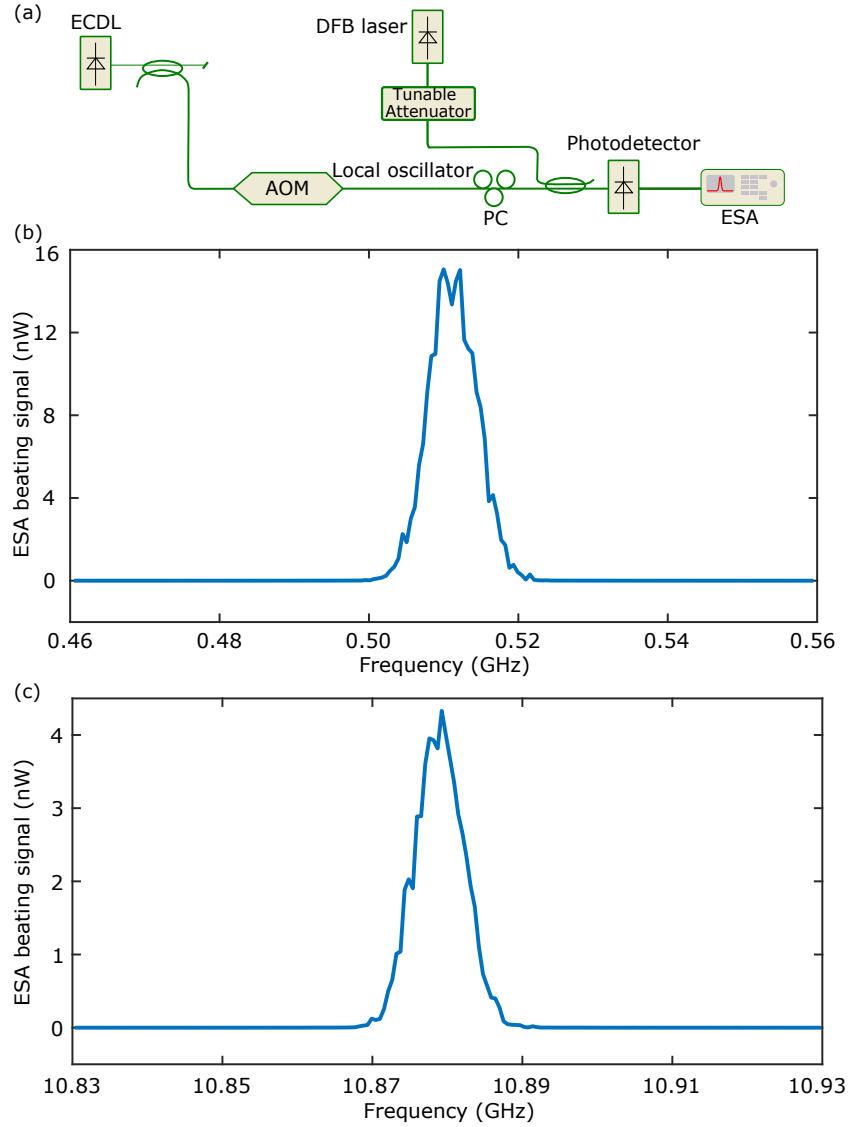 (a)
ECDL
DFB laser
Tunable
Attenuator
Photodetector
Local oscillator
AOM
PC
ESA
(b)
16
12
8
4
0
ESA beating signal (nW)
0.46
0.48
0.50
0.52
0.54
0.56
Frequency (GHz)
(c)
4
3
2
1
0
ESA beating signal (nW)
10.83
10.85
10.87
10.89
10.91
10.93
Frequency (GHz)